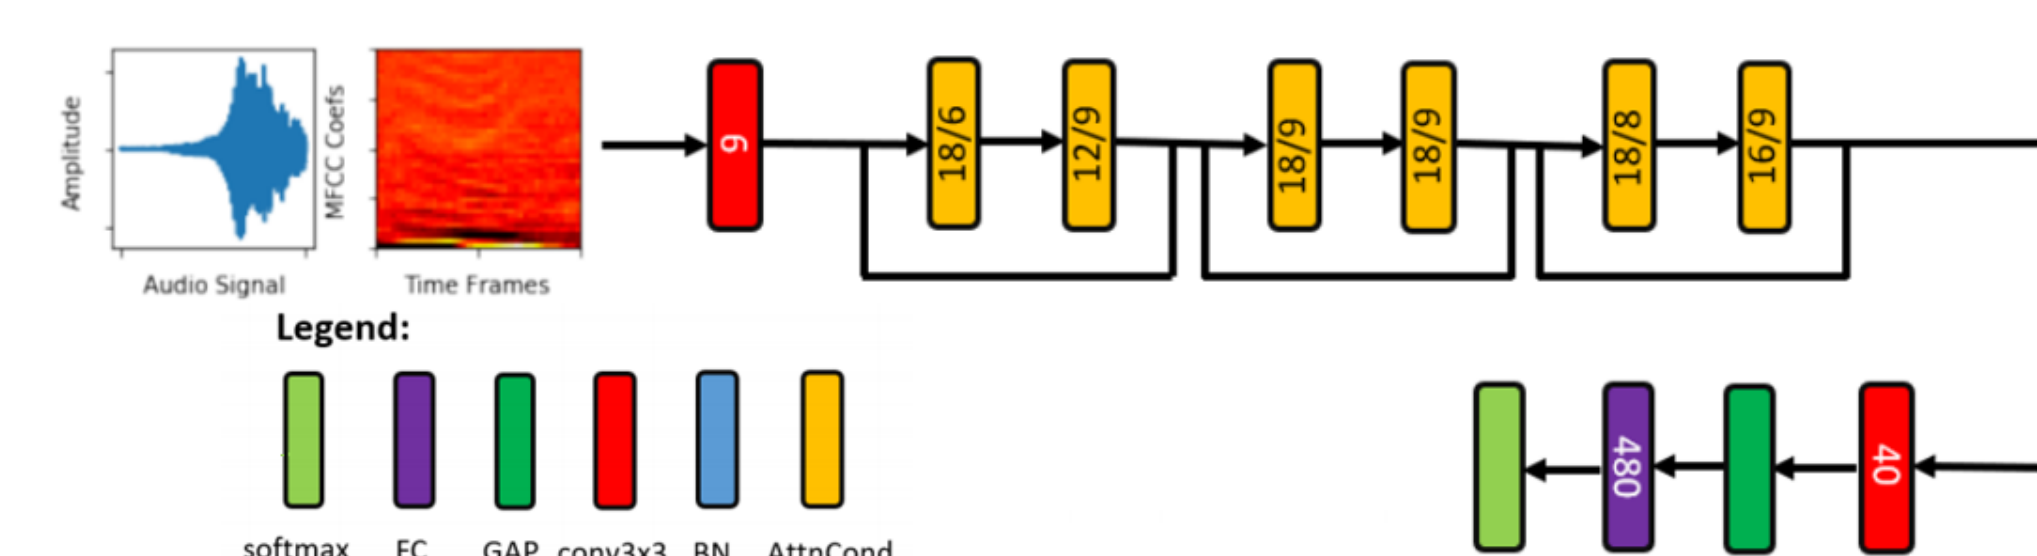 Amplitude
Audio Signal
MFCC Coefs
Time Frames
6
18/6
12/9
18/9
18/9
18/8
16/9
Legend:
softmax FC GAP conv3x3 BN AttnCond
480
40